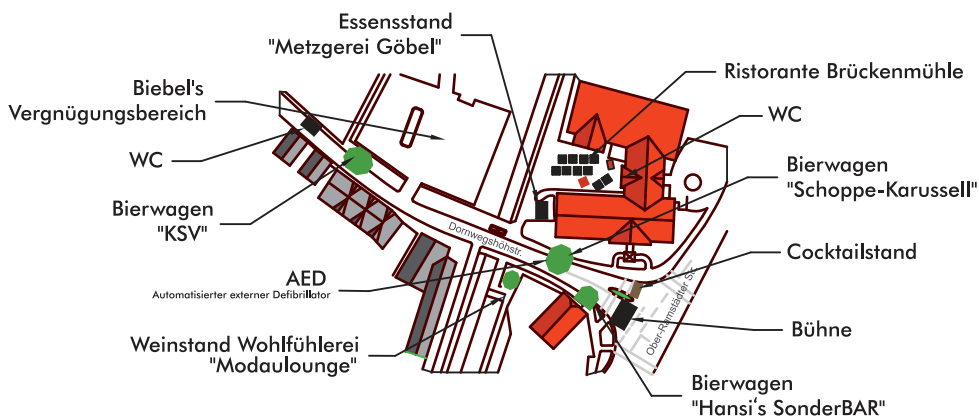 Essensstand
"Metzgerei Göbel"
Biebel's
Vergnügungsbereich
Ristorante Brückenmühle
WC
WC
Bierwagen
"Schoppe-Karussell"
Bierwagen
"KSV"
Dornwegshöhstr.
Cocktailstand
AED
Automatisierter externer Defibrillator
Ober-Ramstädter Str.
Bühne
Weinstand Wohlfühlerei
"Modaulounge"
Bierwagen
"Hansi's SonderBAR"